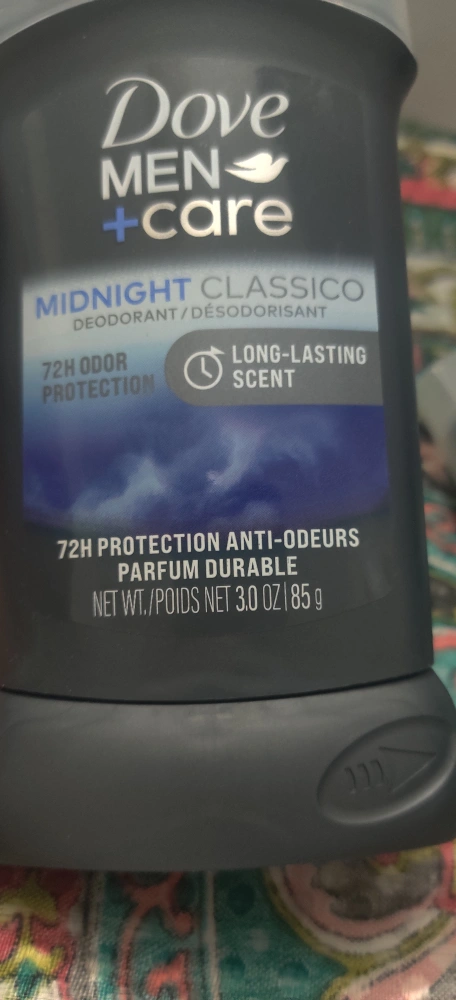 Dove
MEN
+care
MIDNIGHT CLASSICO
DEODORANT / DÉSODORISANT
72H ODOR
PROTECTION
LONG-LASTING
SCENT
72H PROTECTION ANTI-ODEURS
PARFUM DURABLE
NET WT./POIDS NET 3.0 OZ | 85 g